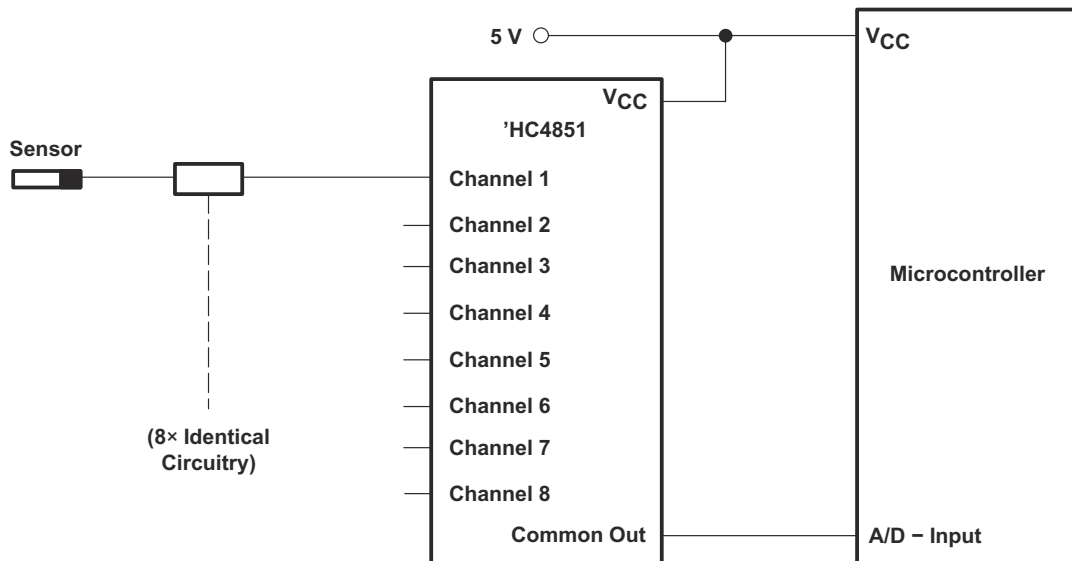 5 V
VCC
VCC
’HC4851
Sensor
Channel 1
Channel 2
Channel 3
Channel 4
Channel 5
Channel 6
Channel 7
Channel 8
Microcontroller
(8× Identical
Circuitry)
Common Out
A/D − Input